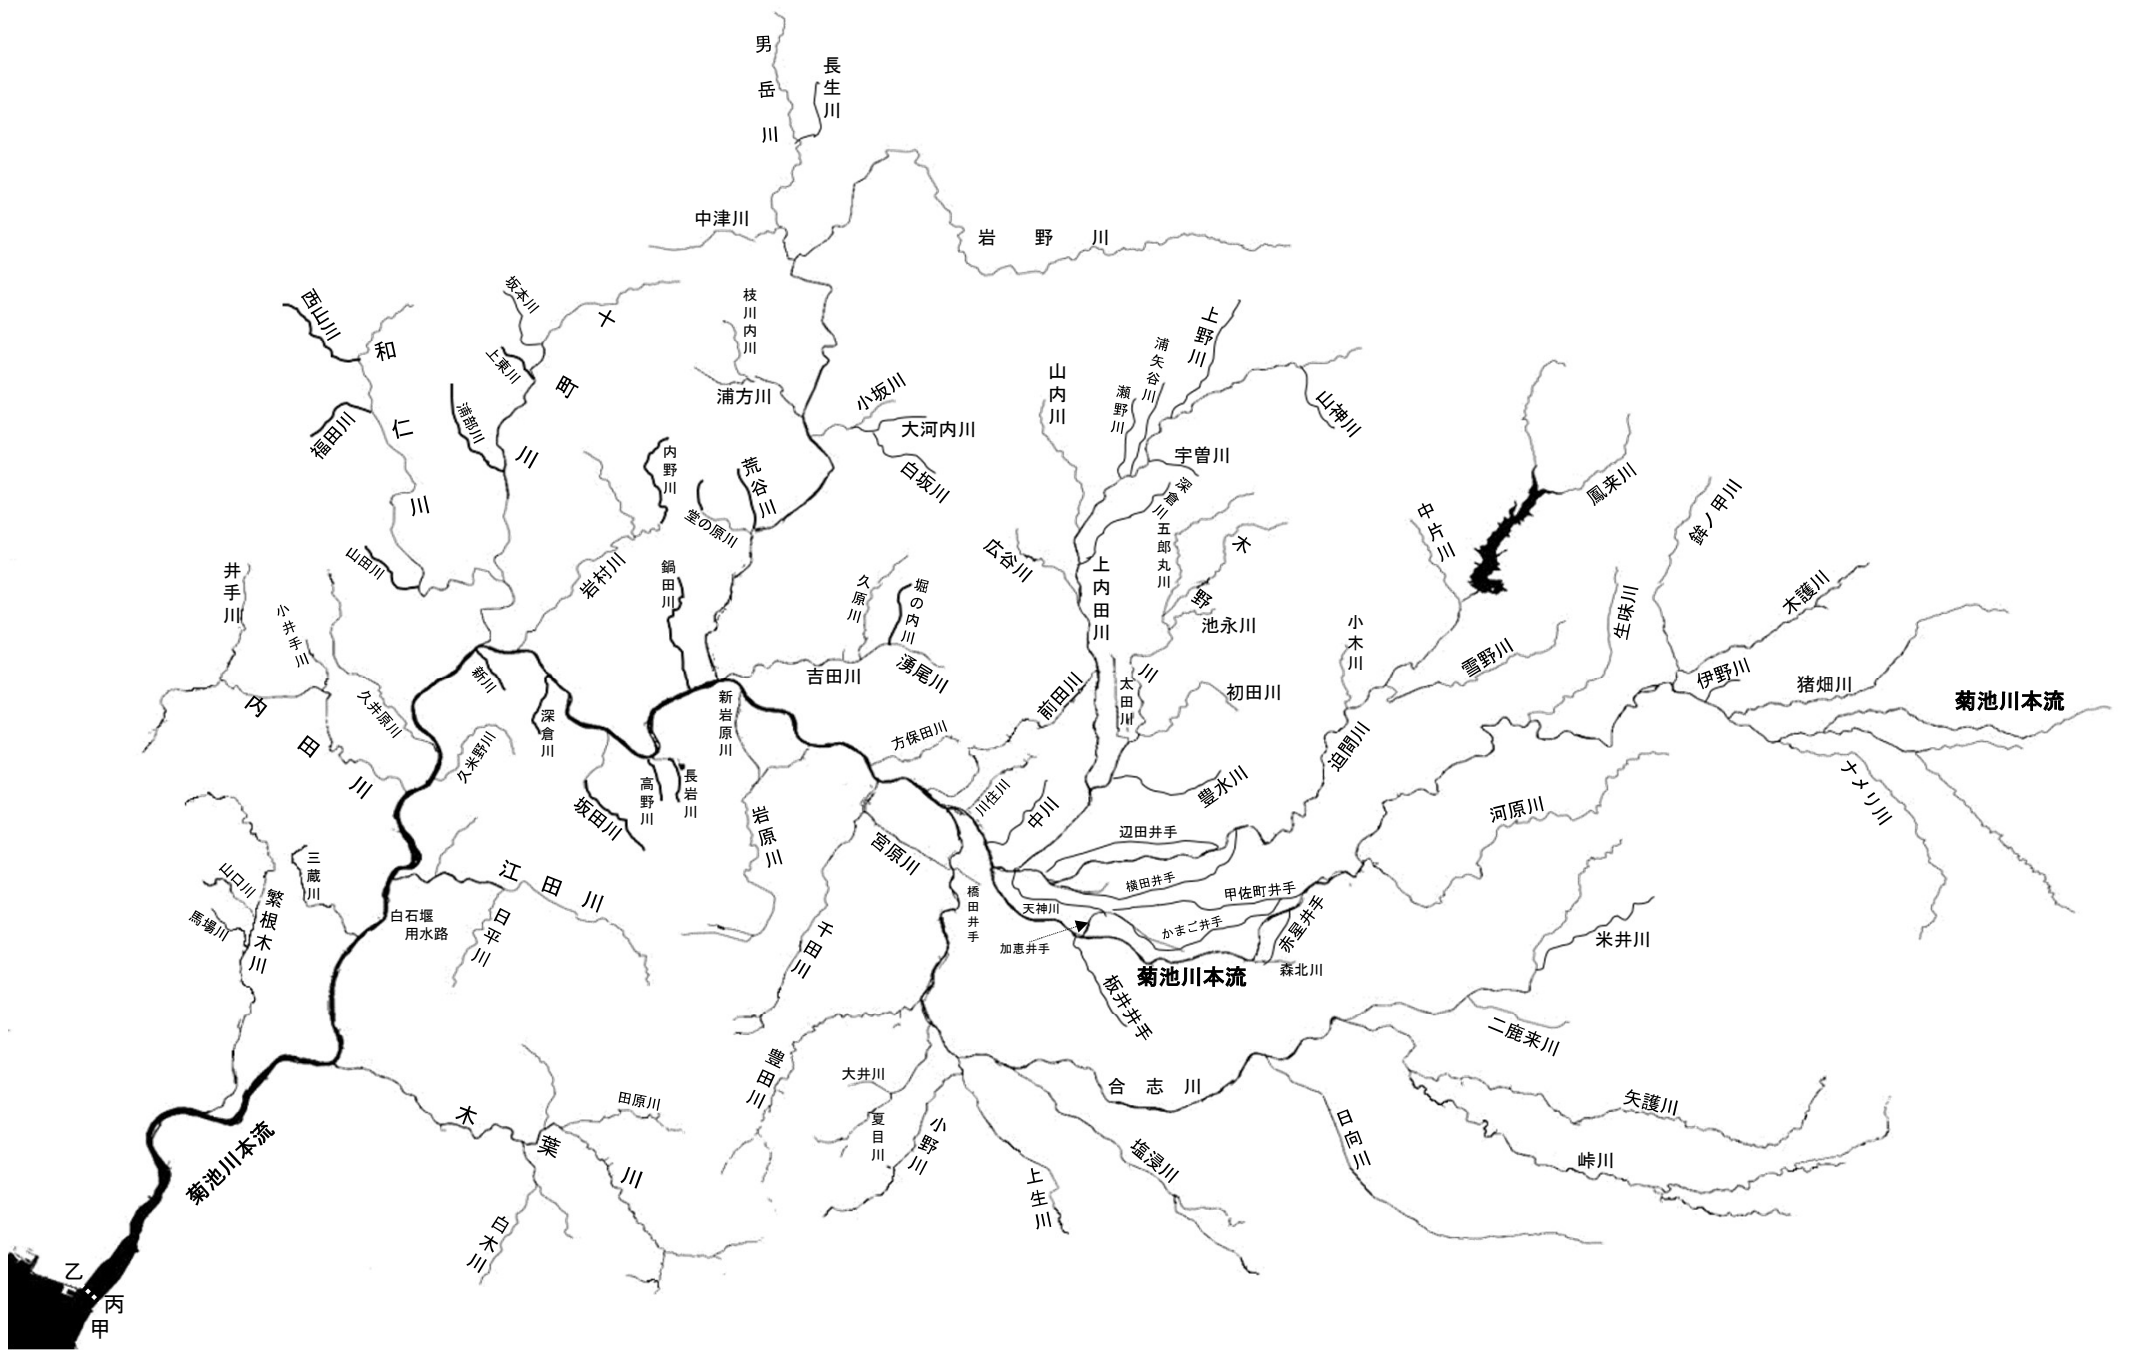 男岳川
長生川
中津川
岩野川
西山川
和仁川
福田川
山田川
坂本川
上東川
浦部川
十町川
枝川内川
浦方川
小坂川
大河内川
白坂川
内野川
岩村川
荒谷川
堂の原川
鍋田川
久原川
堀の内川
吉田川
湧尾川
山内川
瀬野川
浦矢谷川
上野川
山神川
宇曽川
深倉川
五郎丸川
木野川
池永川
広谷川
上内田川
太田川
初田川
前田川
方保田川
川住川
中川
豊水川
小木川
迫間川
中片川
鳳来川
雪野川
生味川
鉾ノ甲川
木護川
伊野川
猪畑川
菊池川本流
ナメリ川
河原川
井手川
小井手川
内田川
久井原川
久米野川
新川
深倉川
坂田川
高野川
長岩川
新岩原川
岩原川
宮原川
千田川
橋田井手
辺田井手
横田井手
甲佐町井手
天神川
かまご井手
加恵井手
赤星井手
森北川
菊池川本流
板井井手
米井川
二鹿来川
矢護川
峠川
日向川
合志川
塩浸川
上生川
小野川
夏目川
大井川
豊田川
三蔵川
山口川
馬場川
繁根木川
白石堰
用水路
江田川
日平川
木葉川
田原川
白木川
菊池川本流
乙
丙
甲